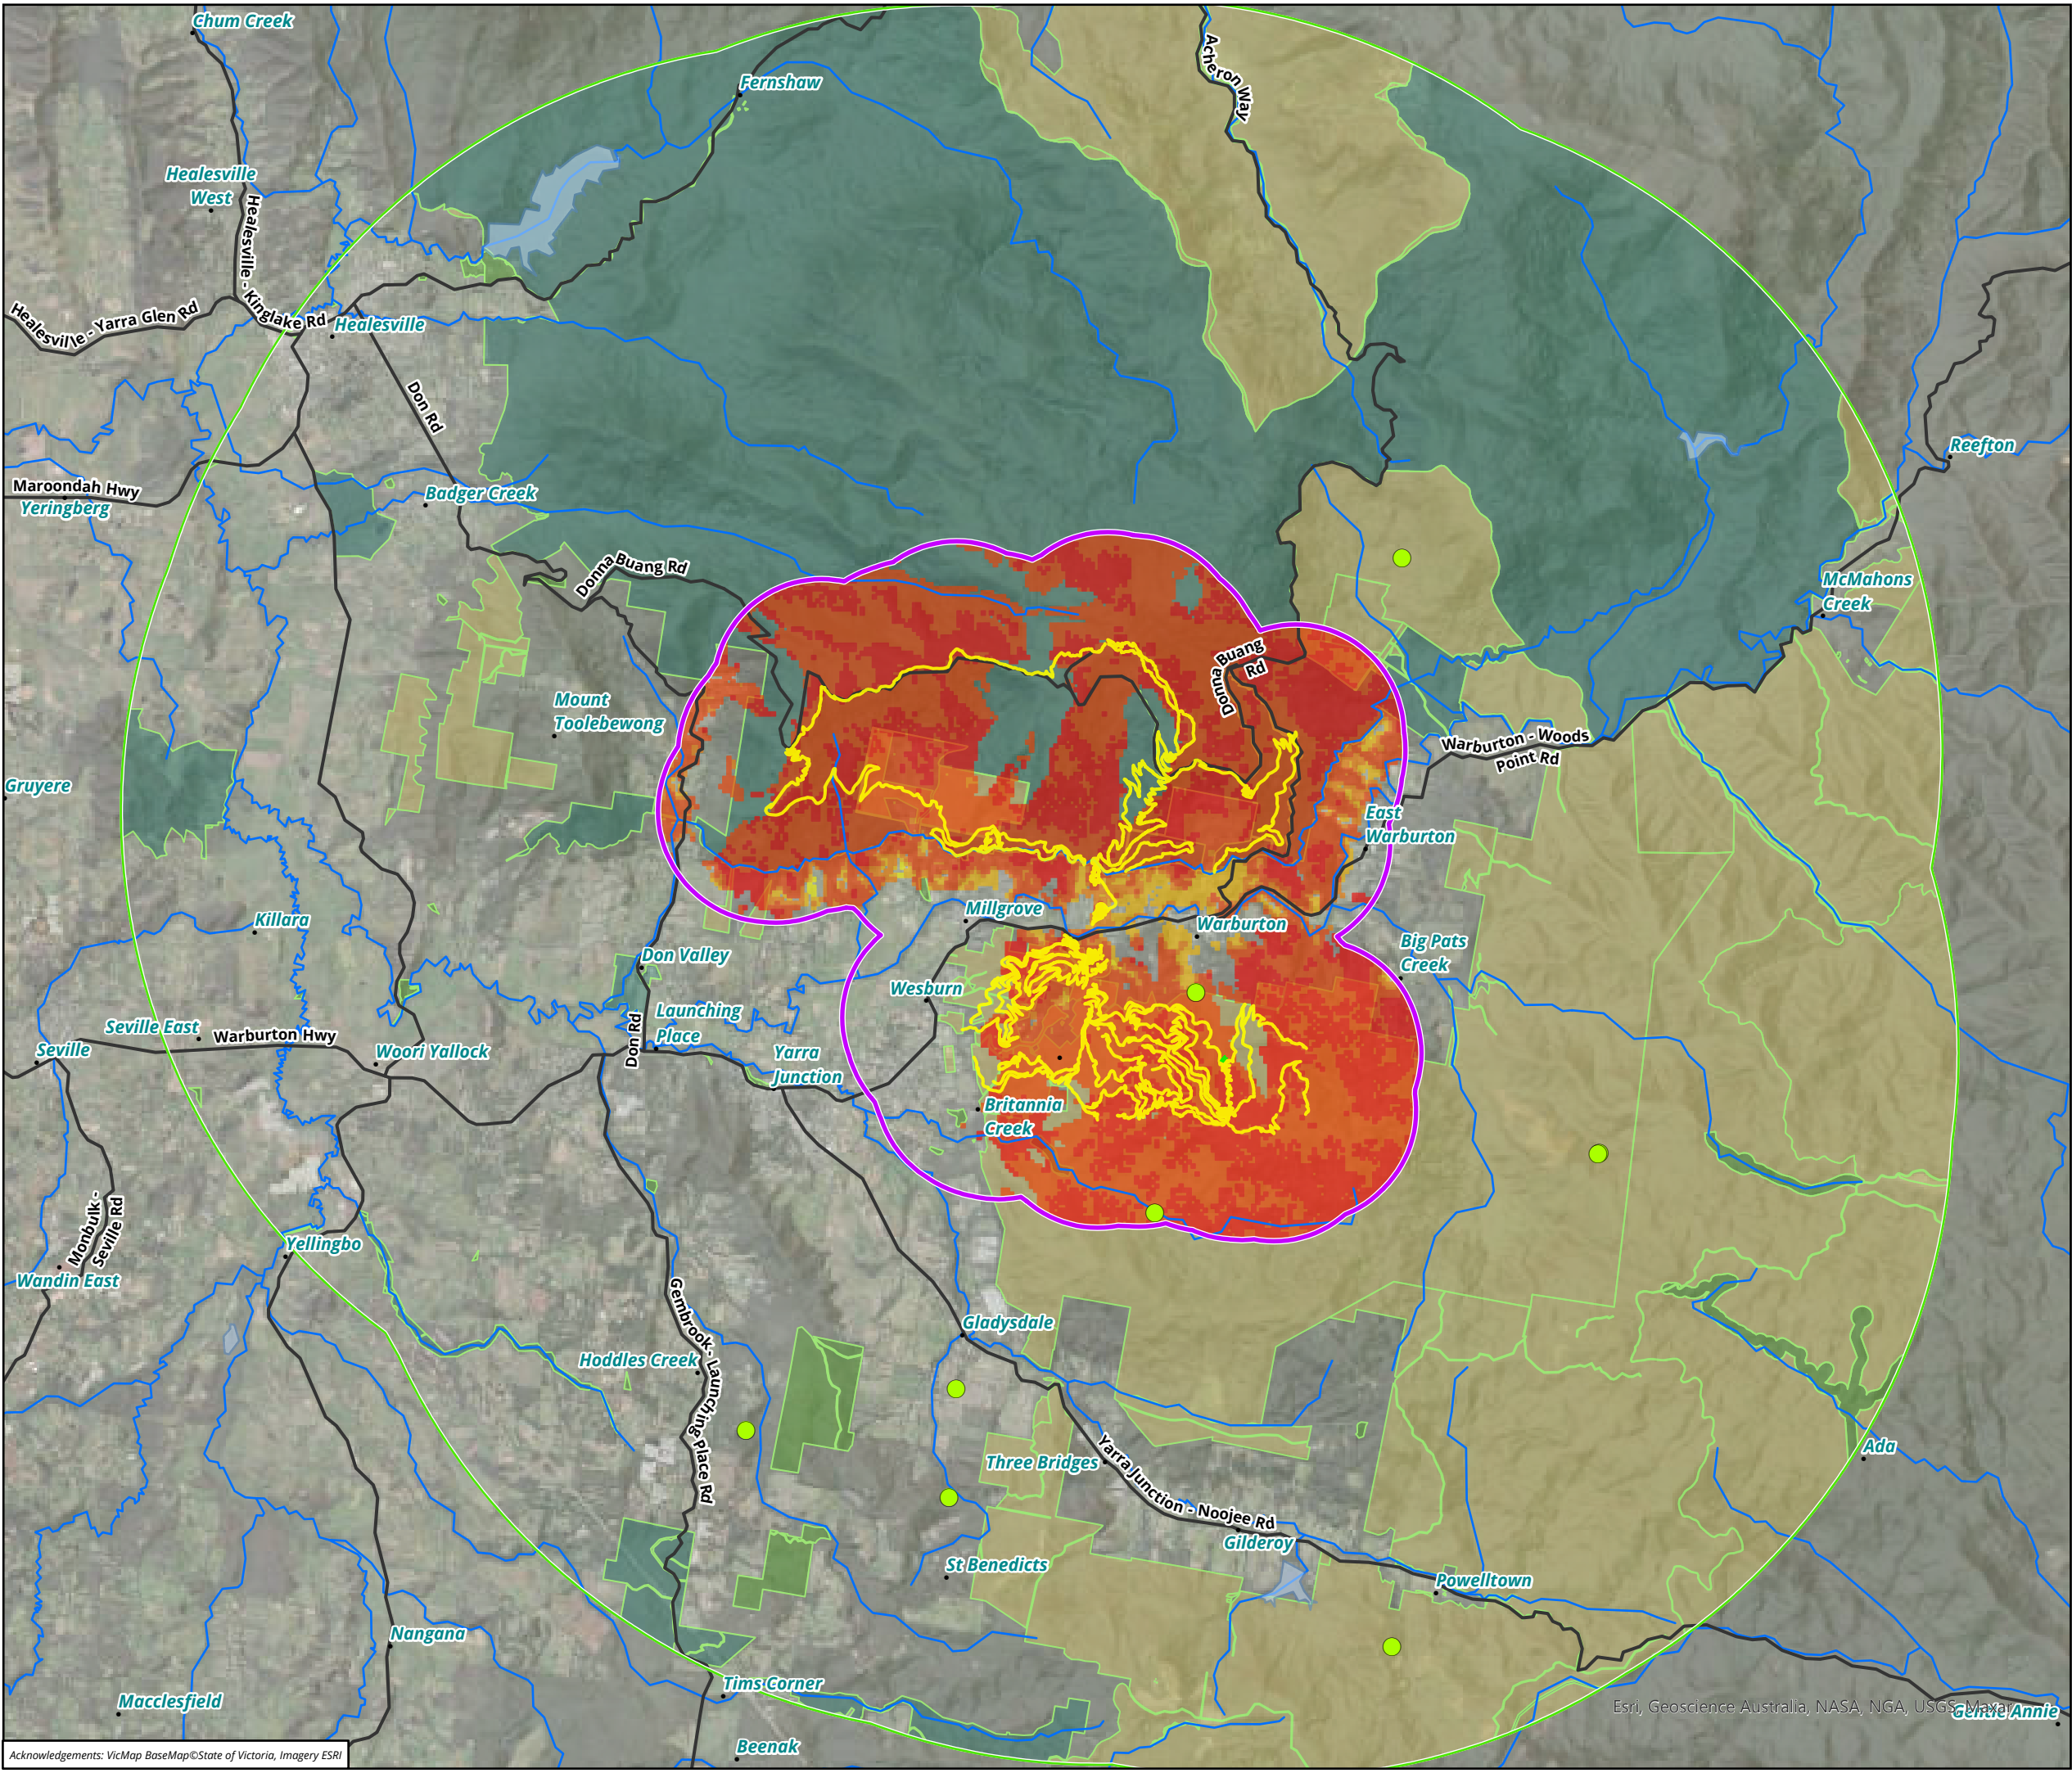 Chum Creek
Fernshaw
Acheron Way
Healesville
West
Healesville - Kinglake Rd
Healesville - Yarra Glen Rd
Healesville
Don Rd
Reefton
Maroondah Hwy
Yeringberg
Badger Creek
Donna Buang Rd
McMahons
Creek
Donna Buang
Rd
Mount
Toolebewong
Warburton - Woods
Point Rd
Gruyere
East
Warburton
Killara
Millgrove
Warburton
Big Pats
Creek
Don Valley
Wesburn
Launching
Place
Seville East
Warburton Hwy
Don Rd
Seville
Woori Yallock
Yarra
Junction
Britannia
Creek
Monbulk -
Seville Rd
Yellingbo
Wandin East
Gembrook - Launching Place Rd
Gladysdale
Hoddles Creek
Three Bridges
Yarra Junction - Noojee Rd
Ada
Gilderoy
St Benedicts
Powelltown
Nangana
Tims Corner
Macclesfield
Esri, Geoscience Australia, NASA, NGA, USGS, Maxar
Gentle Annie
Beenak
Acknowledgements: VicMap BaseMap©State of Victoria, Imagery ESRI